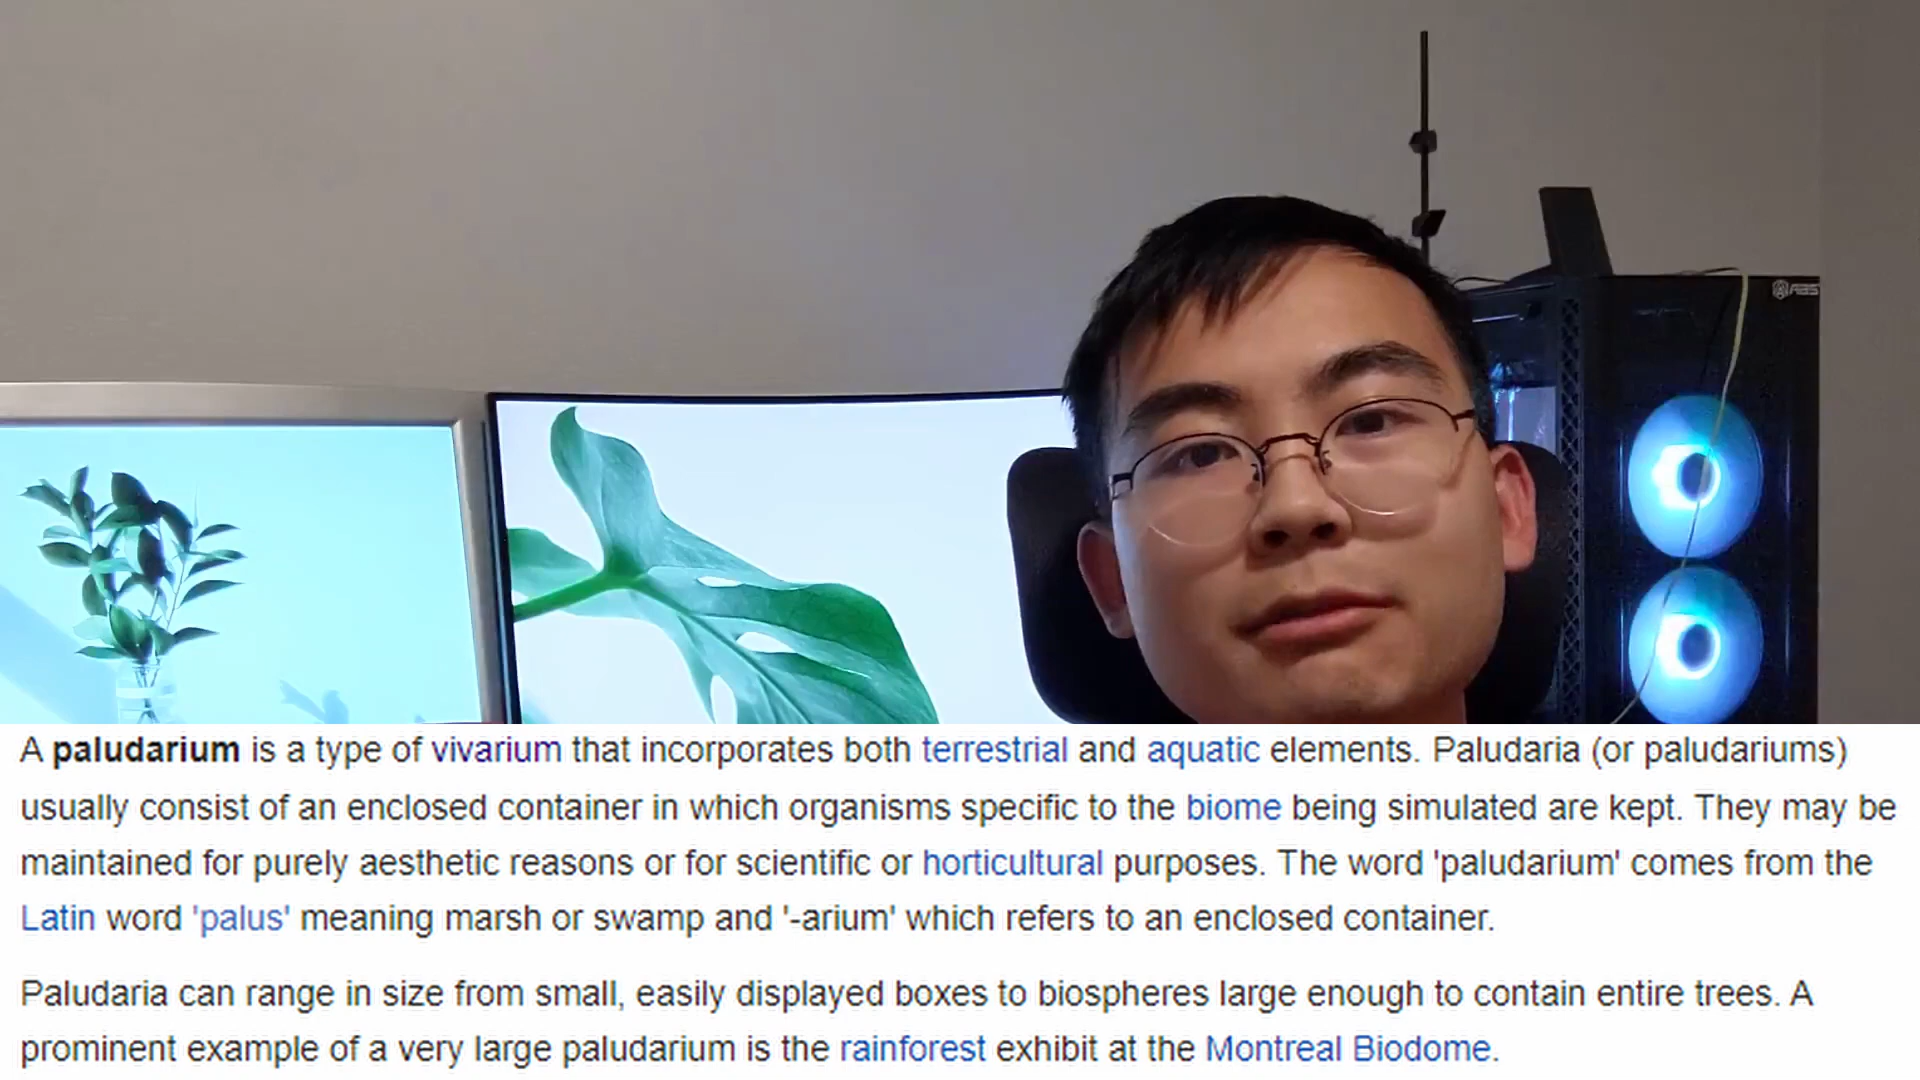 ABS
A paludarium is a type of vivarium that incorporates both terrestrial and aquatic elements. Paludaria (or paludariums)
usually consist of an enclosed container in which organisms specific to the biome being simulated are kept. They may be
maintained for purely aesthetic reasons or for scientific or horticultural purposes. The word 'paludarium' comes from the
Latin word 'palus' meaning marsh or swamp and '-arium' which refers to an enclosed container.
Paludaria can range in size from small, easily displayed boxes to biospheres large enough to contain entire trees. A
prominent example of a very large paludarium is the rainforest exhibit at the Montreal Biodome.